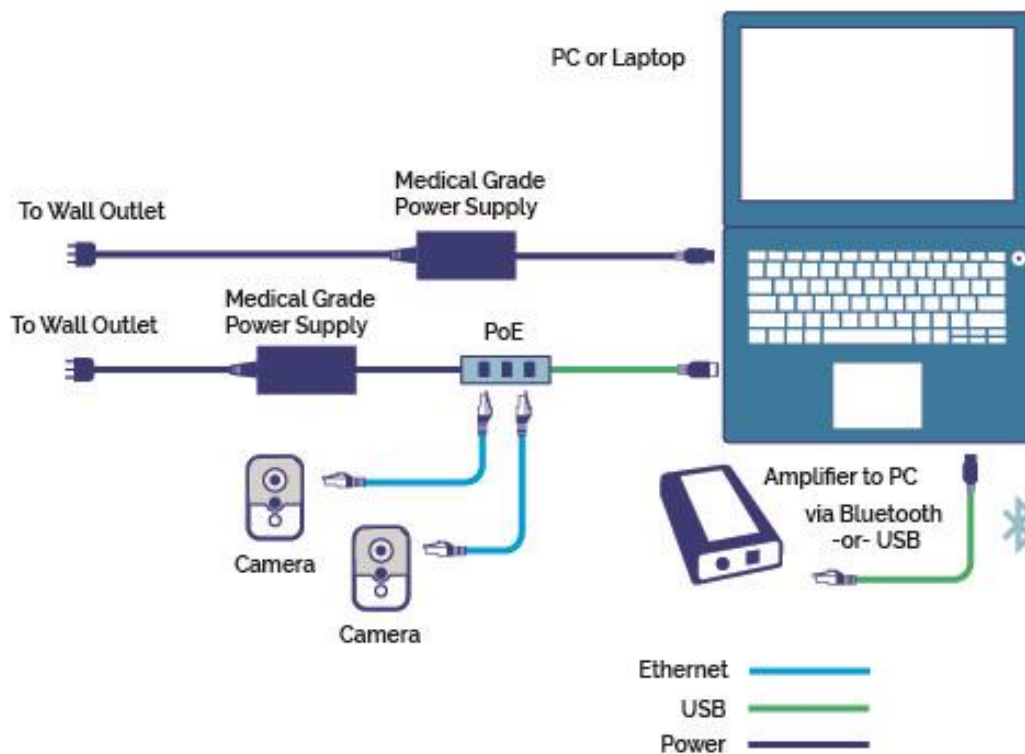 PC or Laptop
Medical Grade
Power Supply
To Wall Outlet
Medical Grade
Power Supply
To Wall Outlet
PoE
Amplifier to PC
via Bluetooth
-or- USB
Camera
Camera
Ethernet
USB
Power